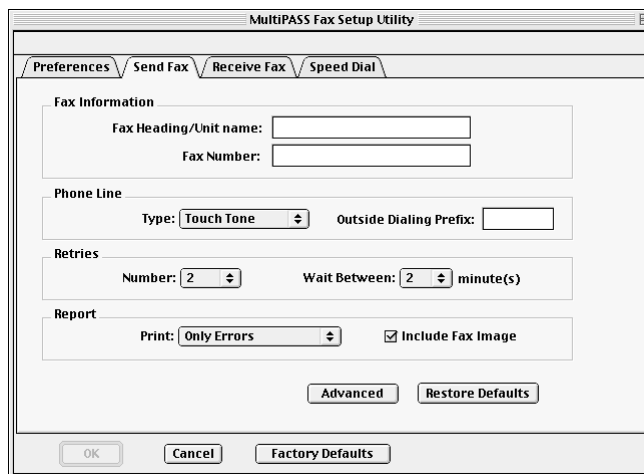 MultiPASS Fax Setup Utility
Preferences Send Fax Receive Fax Speed Dial
Fax Information
Fax Heading/Unit name:
Fax Number:
Phone Line
Type: Touch Tone Outside Dialing Prefix:
Retries
Number: 2 Wait Between: 2 minute(s)
Report
Print: Only Errors Include Fax Image
Advanced Restore Defaults
OK Cancel Factory Defaults